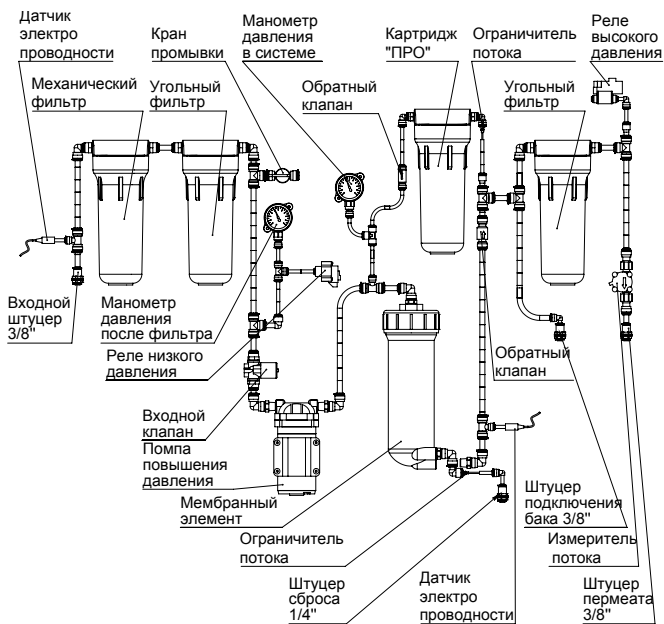 Датчик
электро
проводности
Кран
промывки
Манометр
давления
в системе
Картридж
"ПРО"
Ограничитель
потока
Реле
высокого
давления
Механический
фильтр
Угольный
фильтр
Обратный
клапан
Угольный
фильтр
Входной
штуцер
3/8"
Манометр
давления
после фильтра
Реле низкого
давления
Обратный
клапан
Входной
клапан
Помпа
повышения
давления
Мембранный
элемент
Ограничитель
потока
Штуцер
сброса
1/4"
Датчик
электро
проводности
Штуцер
подключения
бака 3/8"
Измеритель
потока
Штуцер
пермеата
3/8"